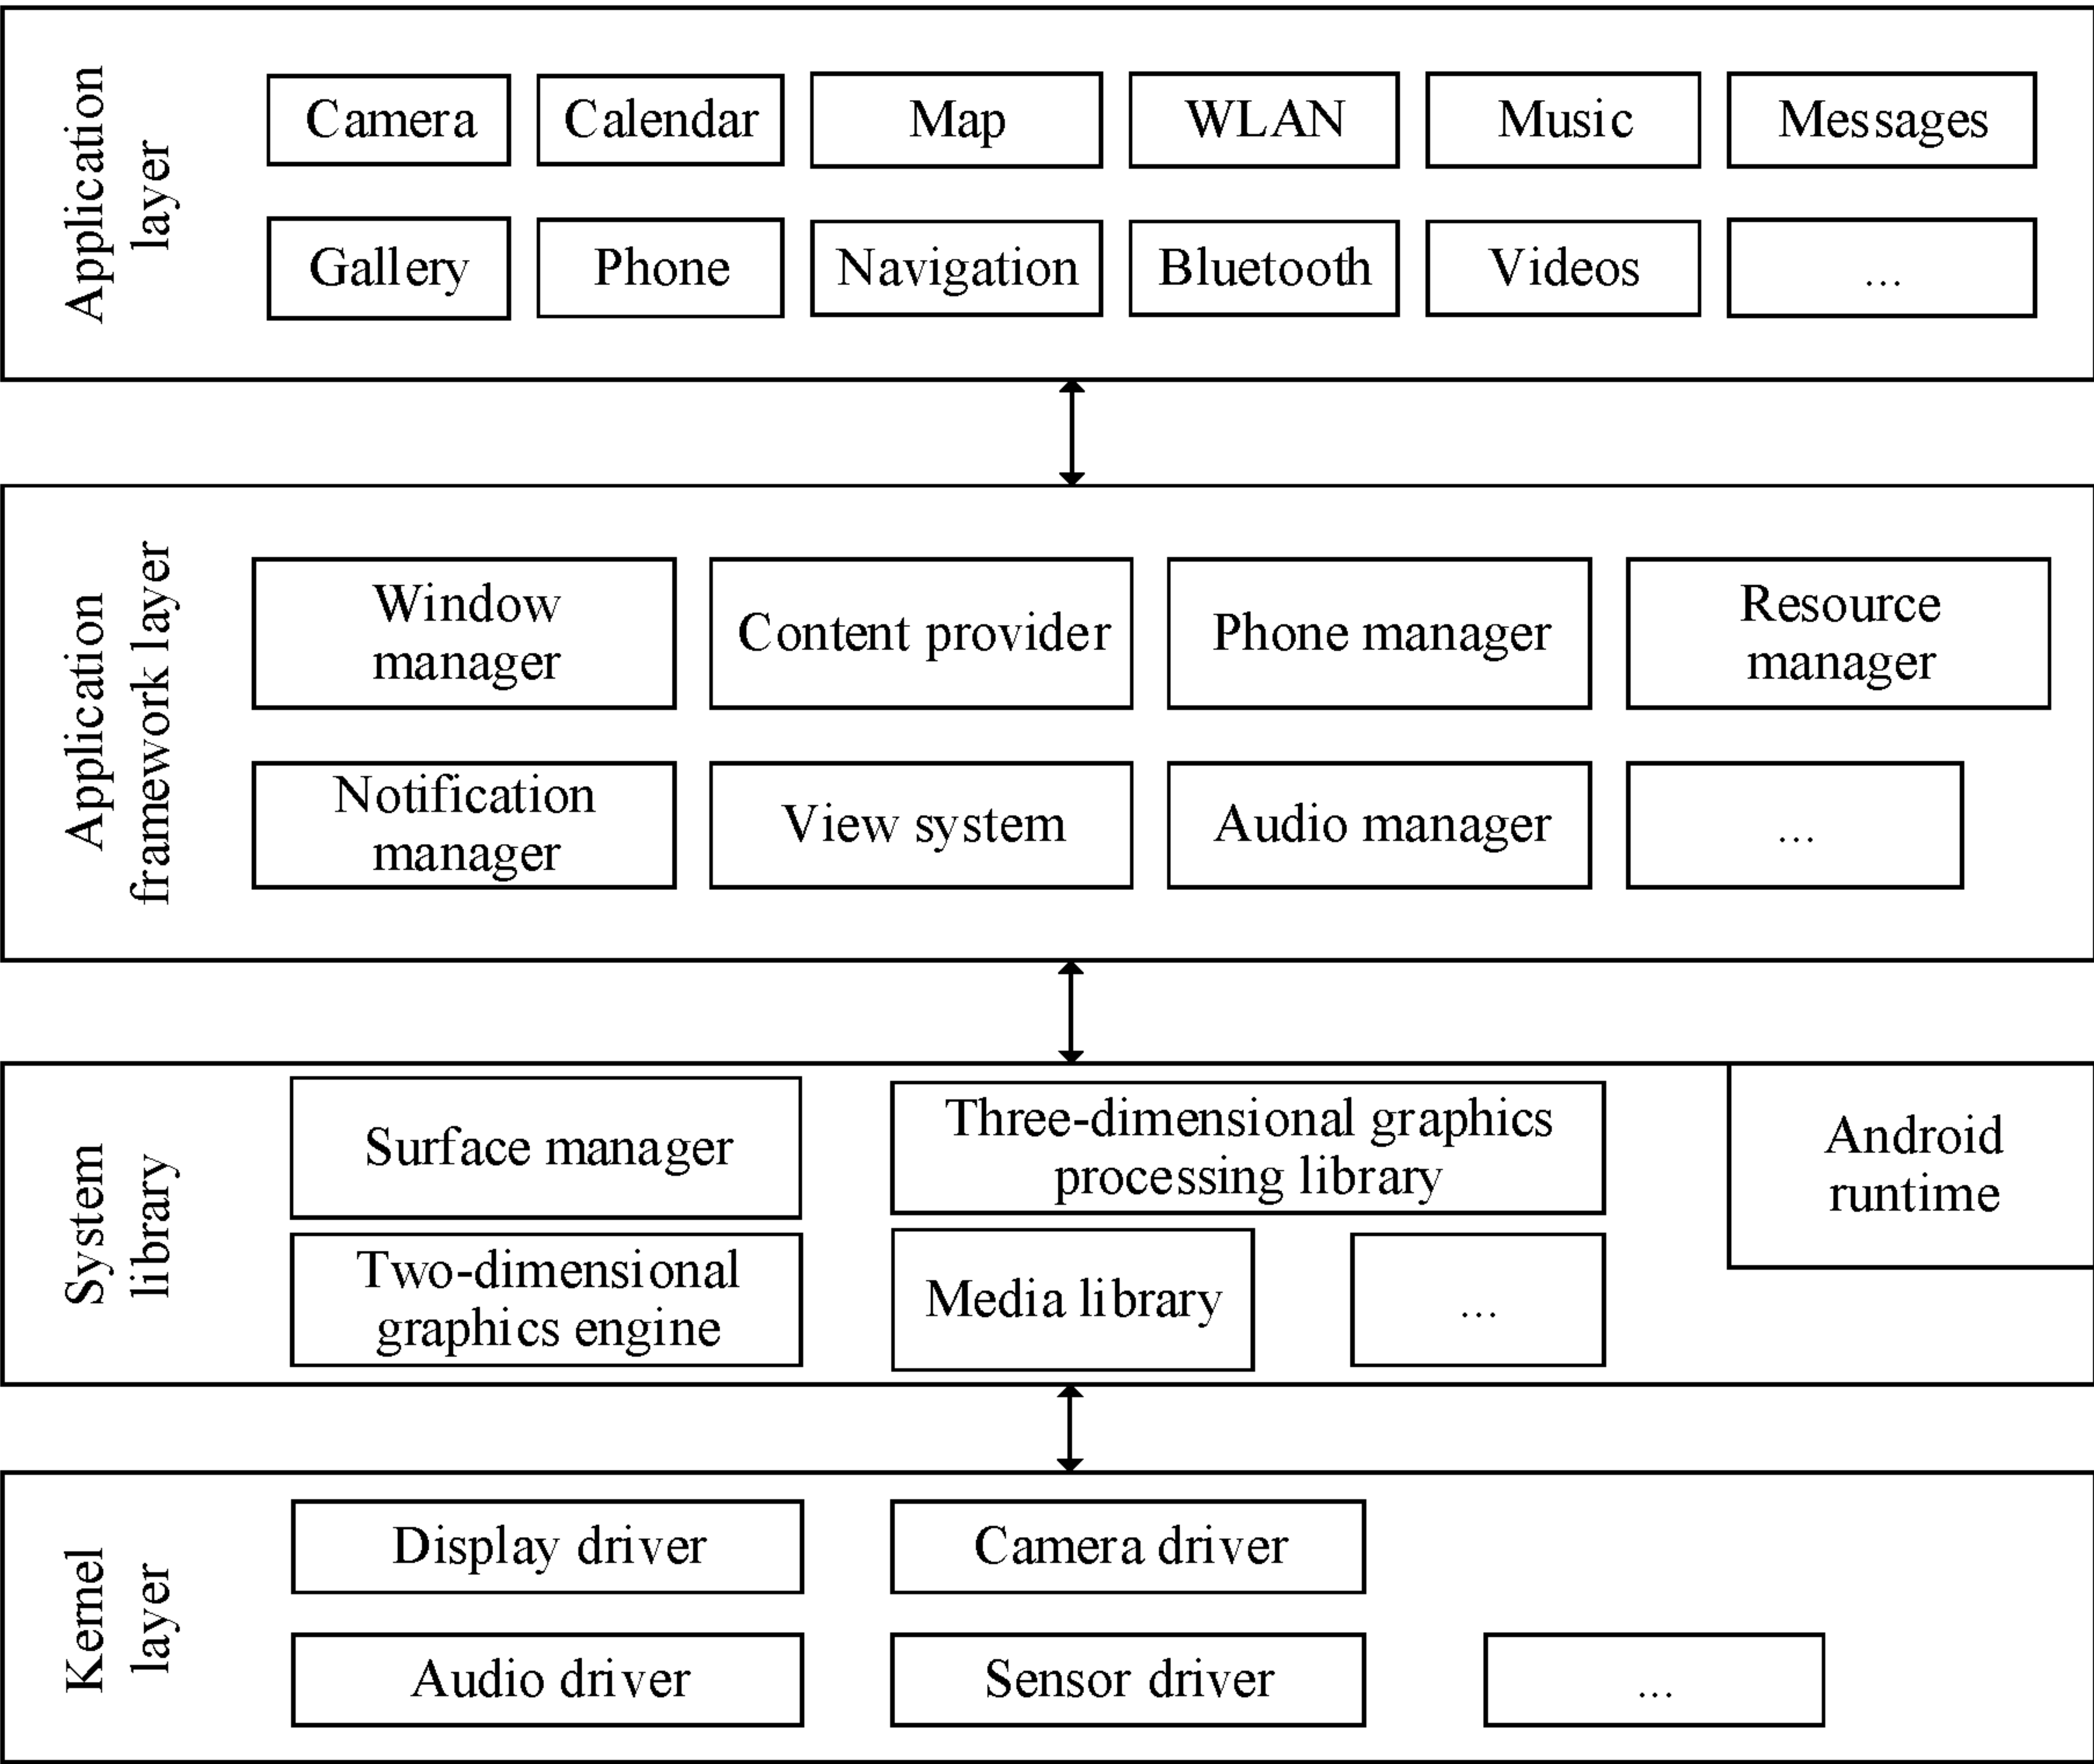 Application
layer
Camera
Calendar
Map
WLAN
Music
Messages
Gallery
Phone
Navigation
Bluetooth
Videos
...
Application
framework layer
Window
manager
Content provider
Phone manager
Resource
manager
Notification
manager
View system
Audio manager
...
System
library
Surface manager
Three-dimensional graphics
processing library
Android
runtime
Two-dimensional
graphics engine
Media library
...
Kernel
layer
Display driver
Camera driver
Audio driver
Sensor driver
...